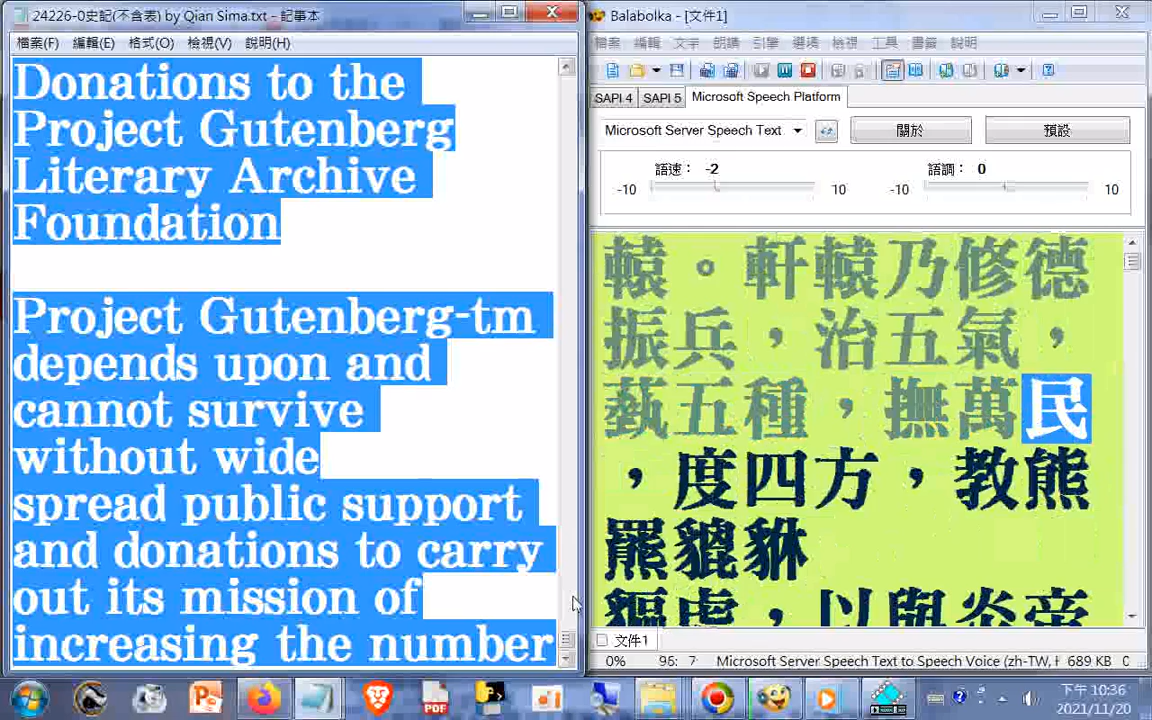 24226-0史記(不含表) by Qian Sima.txt - 記事本
檔案(F) 編輯(E) 格式(O) 檢視(V) 說明(H)
Donations to the
Project Gutenberg
Literary Archive
Foundation
Project Gutenberg-tm
depends upon and
cannot survive
without wide
spread public support
and donations to carry
out its mission of
increasing the number
Balabolka - [文件1]
檔案 編輯 文字 朗讀 引擎 選項 檢視 工具 書籤 說明
SAPI 4 SAPI 5 Microsoft Speech Platform
Microsoft Server Speech Text 關於 預設
語速： -2 語調： 0
-10 10 -10 10
轅。軒轅乃修德
振兵，治五氣，
藝五種，撫萬民
，度四方，教熊
羆貔貅
貙虎，以與炎帝
文件1
0% 96: 7 Microsoft Server Speech Text to Speech Voice (zh-TW, 689 KB
PDF
下午 10:36
2021/11/20